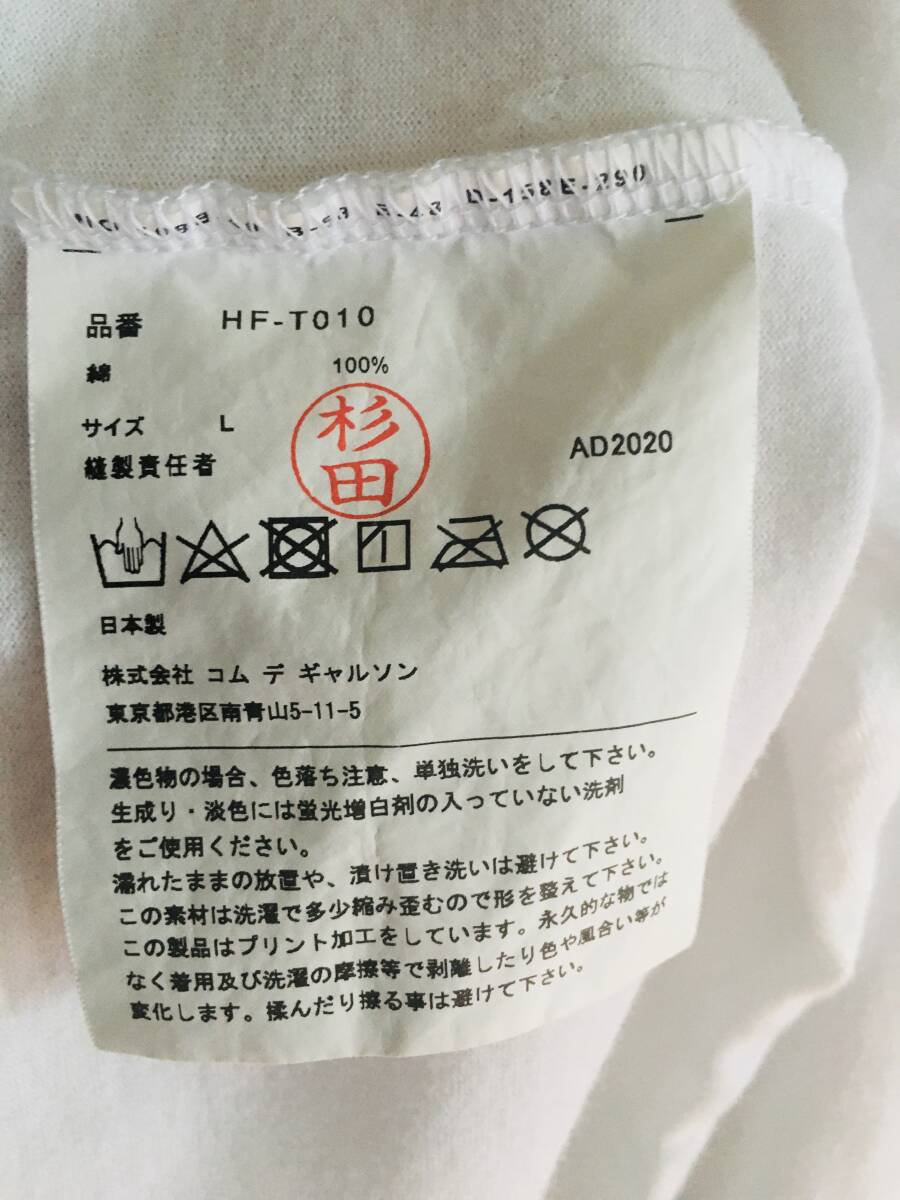 品番 HF-T010
綿 100%
サイズ L
縫製責任者 杉田 AD2020
日本製
株式会社 コム デ ギャルソン
東京都港区南青山5-11-5
濃色物の場合、色落ち注意、単独洗いをして下さい。
生成り・淡色には蛍光増白剤の入っていない洗剤
をご使用ください。
濡れたままの放置や、漬け置き洗いは避けて下さい。
この素材は洗濯で多少縮み歪むので形を整えて下さい。
この製品はプリント加工をしています。永久的な物では
なく着用及び洗濯の摩擦等で剥離したり色や風合い等が
変化します。揉んだり擦る事は避けて下さい。